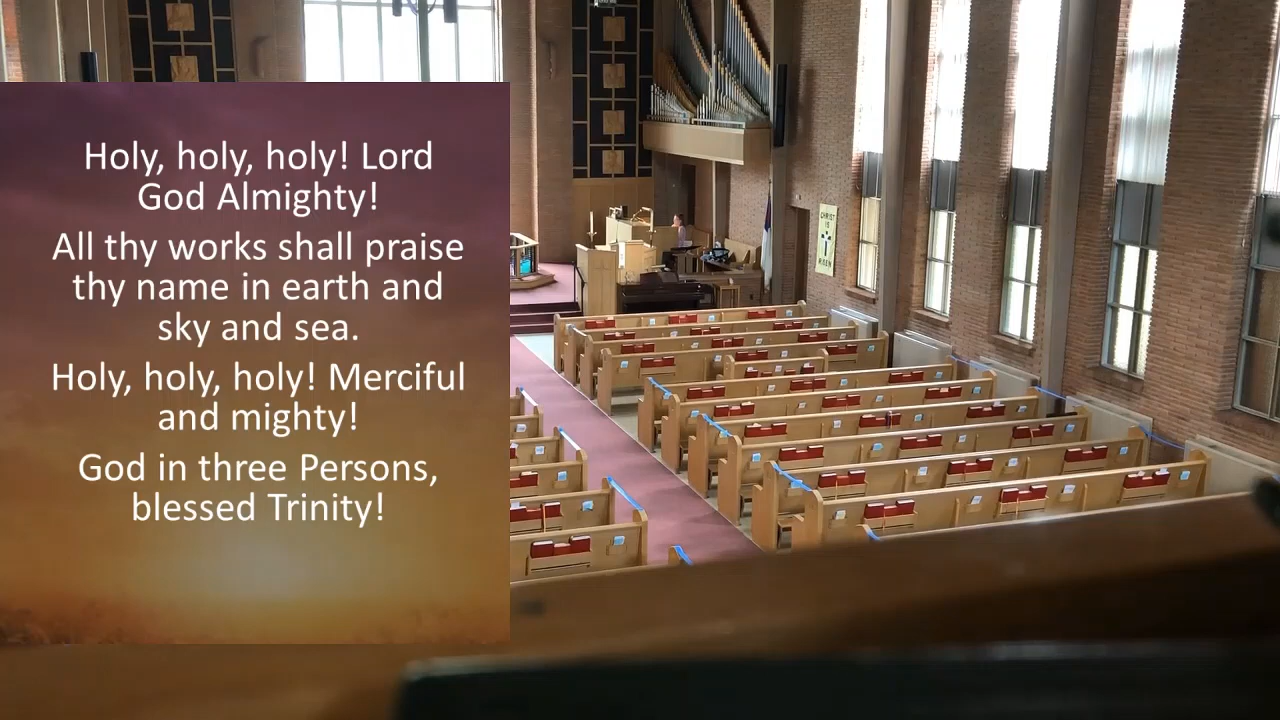 Holy, holy, holy! Lord
God Almighty!
All thy works shall praise
thy name in earth and
sky and sea.
Holy, holy, holy! Merciful
and mighty!
God in three Persons,
blessed Trinity!
CHRIST
IS